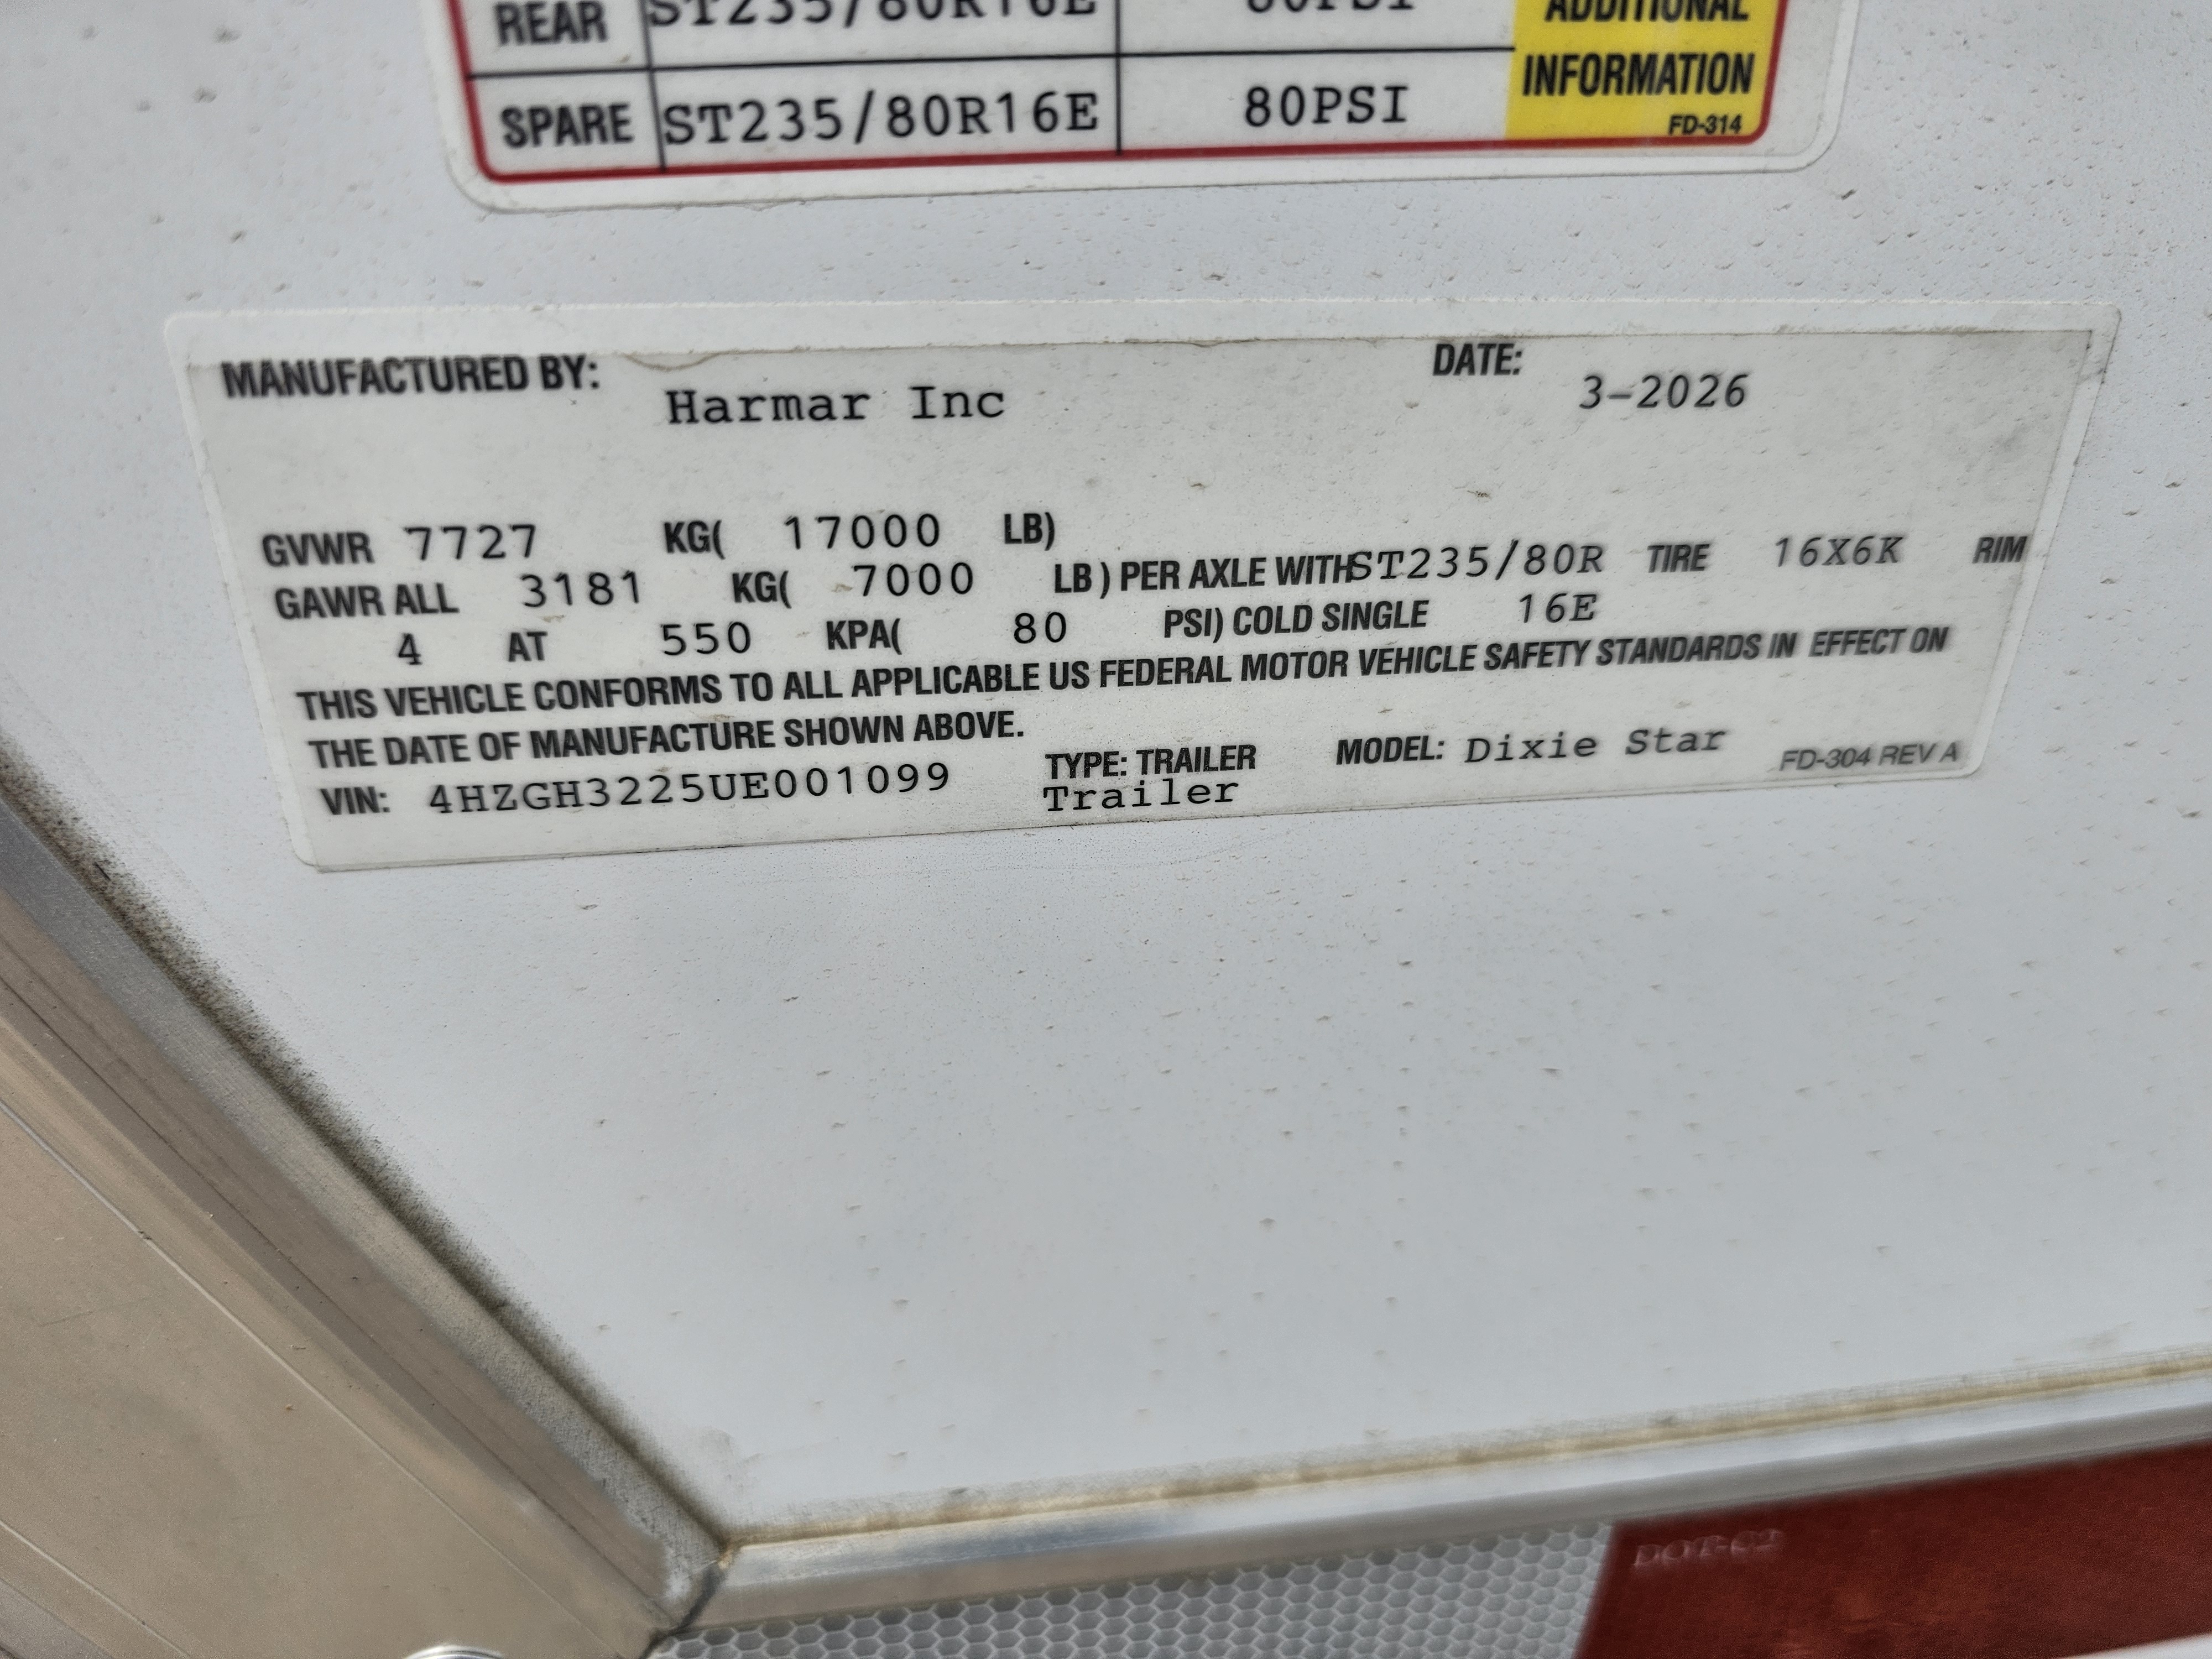 REAR ST235/80R16E 80PSI ADDITIONAL
INFORMATION
SPARE ST235/80R16E 80PSI FD-314
MANUFACTURED BY: Harmar Inc DATE: 3-2026
GVWR 7727 KG( 17000 LB)
GAWR ALL 3181 KG( 7000 LB) PER AXLE WITH ST235/80R TIRE 16X6K RIM
4 AT 550 KPA( 80 PSI) COLD SINGLE 16E
THIS VEHICLE CONFORMS TO ALL APPLICABLE US FEDERAL MOTOR VEHICLE SAFETY STANDARDS IN EFFECT ON
THE DATE OF MANUFACTURE SHOWN ABOVE.
VIN: 4HZGH3225UE001099 TYPE: TRAILER MODEL: Dixie Star FD-304 REV A
Trailer
DOT-C2